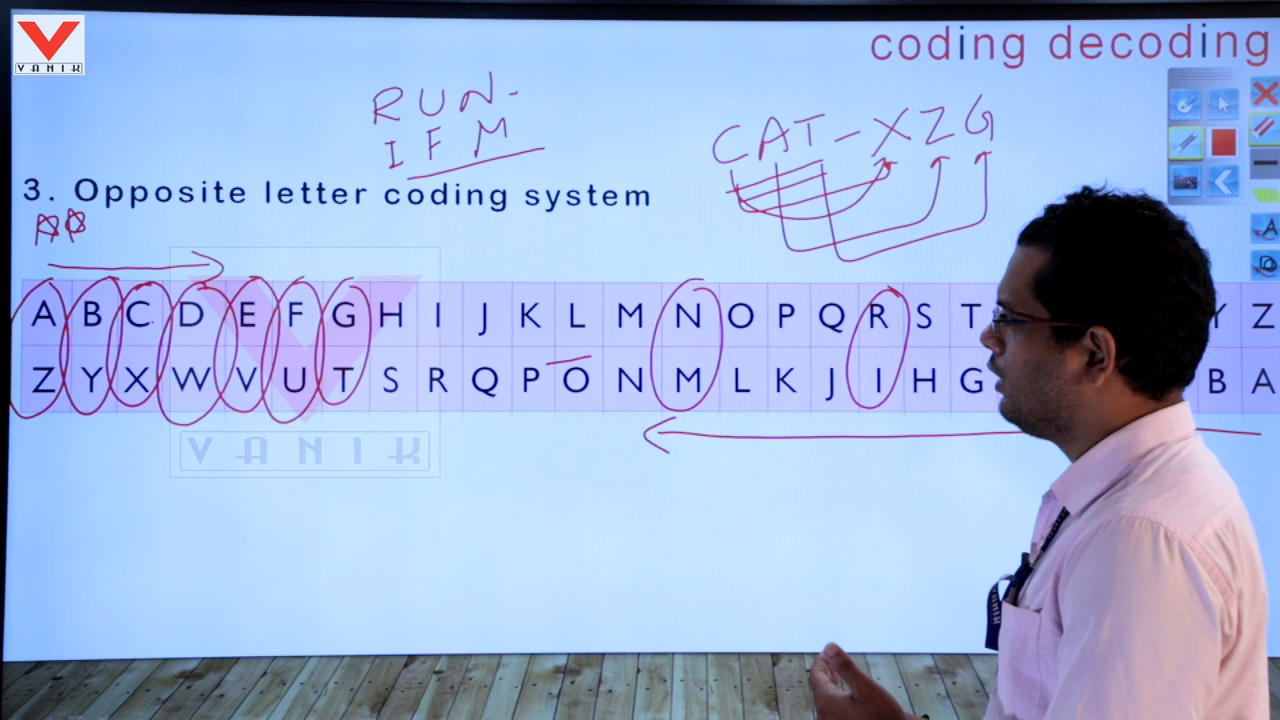 VANIK
coding decoding
RUN.
IFM
CAT - XZG
3. Opposite letter coding system
A B C D E F G H I J K L M N O P Q R S T Y Z
Z Y X W V U T S R Q P O N M L K J I H G B A
VANIK